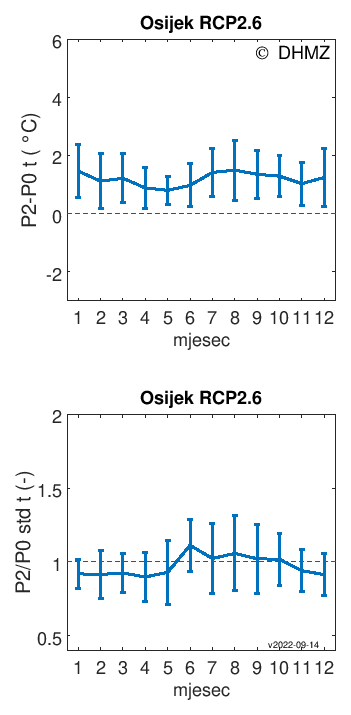 Osijek RCP2.6
© DHMZ
P2-P0 t ( °C)
6
4
2
0
-2
1 2 3 4 5 6 7 8 9 10 11 12
mjesec
Osijek RCP2.6
P2/P0 std t (-)
2
1.5
1
0.5
v2022-09-14
1 2 3 4 5 6 7 8 9 10 11 12
mjesec